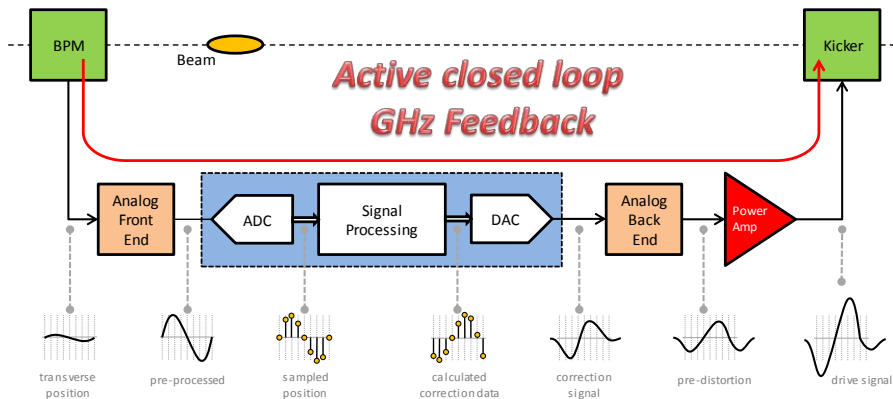 BPM
Beam
Kicker
Active closed loop
GHz Feedback
Analog
Front
End
ADC
Signal
Processing
DAC
Analog
Back
End
Power
Amp
transverse
position
pre-processed
sampled
position
calculated
correction data
correction
signal
pre-distortion
drive signal